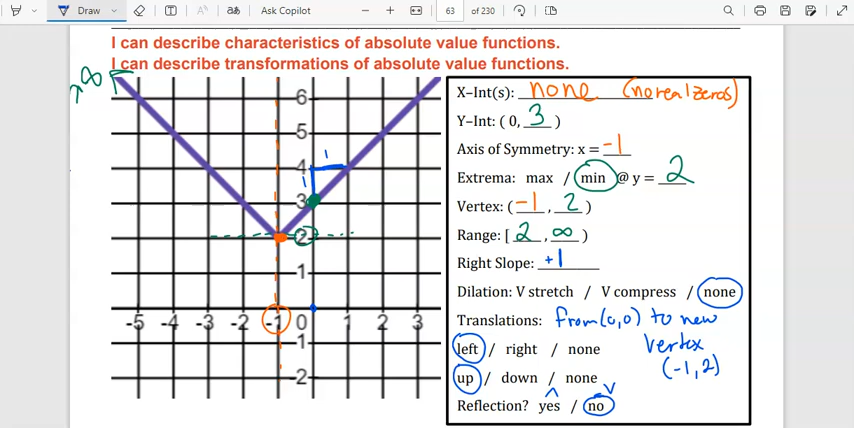 Draw
Ask Copilot
63 of 230
I can describe characteristics of absolute value functions.
I can describe transformations of absolute value functions.
∞
6
5
4
3
2
1
-5 -4 -3 -2 -1 0 1 2 3
-1
-2
1
1
X-Int(s): none (no real zeros)
Y-Int: ( 0, 3 )
Axis of Symmetry: x = -1
Extrema: max / min @ y = 2
Vertex: ( -1 , 2 )
Range: [ 2 , ∞ )
Right Slope: +1
Dilation: V stretch / V compress / none
Translations: from (0,0) to new
vertex
left / right / none
(-1,2)
up / down / none
Reflection? yes ^ / no v